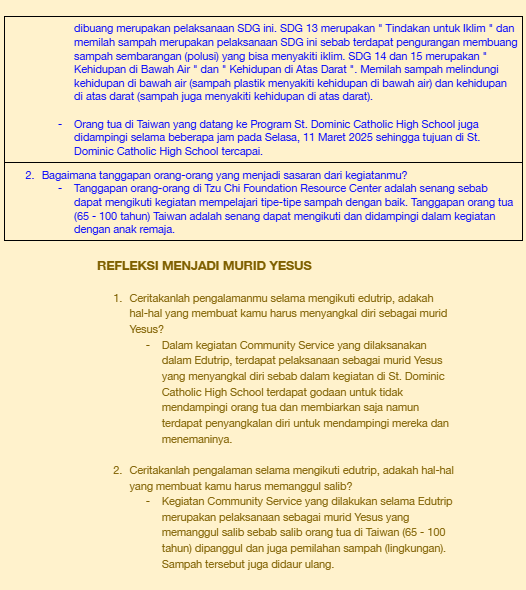 dibuang merupakan pelaksanaan SDG ini. SDG 13 merupakan " Tindakan untuk Iklim " dan
memilah sampah merupakan pelaksanaan SDG ini sebab terdapat pengurangan membuang
sampah sembarangan (polusi) yang bisa menyakiti iklim. SDG 14 dan 15 merupakan "
Kehidupan di Bawah Air " dan " Kehidupan di Atas Darat ". Memilah sampah melindungi
kehidupan di bawah air (sampah plastik menyakiti kehidupan di bawah air) dan kehidupan
di atas darat (sampah juga menyakiti kehidupan di atas darat).
- Orang tua di Taiwan yang datang ke Program St. Dominic Catholic High School juga
didampingi selama beberapa jam pada Selasa, 11 Maret 2025 sehingga tujuan di St.
Dominic Catholic High School tercapai.
2. Bagaimana tanggapan orang-orang yang menjadi sasaran dari kegiatanmu?
- Tanggapan orang-orang di Tzu Chi Foundation Resource Center adalah senang sebab
dapat mengikuti kegiatan mempelajari tipe-tipe sampah dengan baik. Tanggapan orang tua
(65 - 100 tahun) Taiwan adalah senang dapat mengikuti dan didampingi dalam kegiatan
dengan anak remaja.
REFLEKSI MENJADI MURID YESUS
1. Ceritakanlah pengalamanmu selama mengikuti edutrip, adakah
hal-hal yang membuat kamu harus menyangkal diri sebagai murid
Yesus?
- Dalam kegiatan Community Service yang dilaksanakan
dalam Edutrip, terdapat pelaksanaan sebagai murid Yesus
yang menyangkal diri sebab dalam kegiatan di St. Dominic
Catholic High School terdapat godaan untuk tidak
mendampingi orang tua dan membiarkan saja namun
terdapat penyangkalan diri untuk mendampingi mereka dan
menemaninya.
2. Ceritakanlah pengalaman selama mengikuti edutrip, adakah hal-hal
yang membuat kamu harus memanggul salib?
- Kegiatan Community Service yang dilakukan selama Edutrip
merupakan pelaksanaan sebagai murid Yesus yang
memanggul salib sebab salib orang tua di Taiwan (65 - 100
tahun) dipanggul dan juga pemilahan sampah (lingkungan).
Sampah tersebut juga didaur ulang.